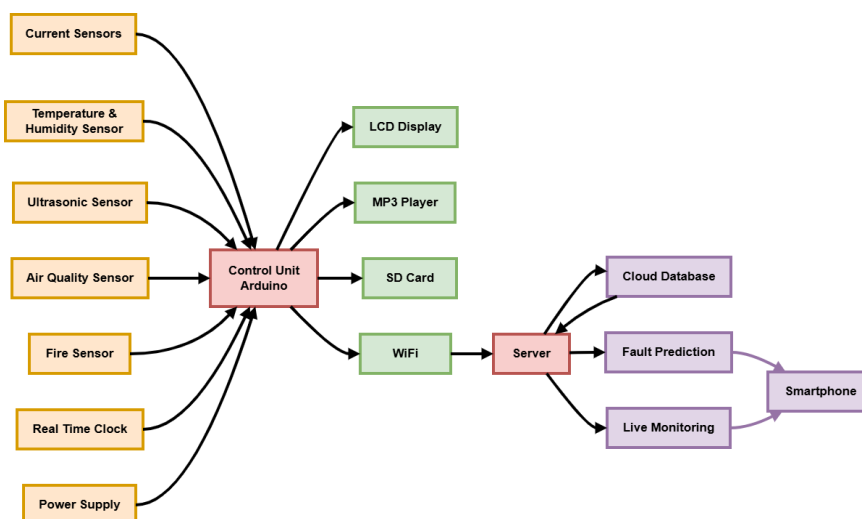 Current Sensors
Temperature &
Humidity Sensor
Ultrasonic Sensor
Air Quality Sensor
Fire Sensor
Real Time Clock
Power Supply
Control Unit
Arduino
LCD Display
MP3 Player
SD Card
WiFi
Server
Cloud Database
Fault Prediction
Live Monitoring
Smartphone